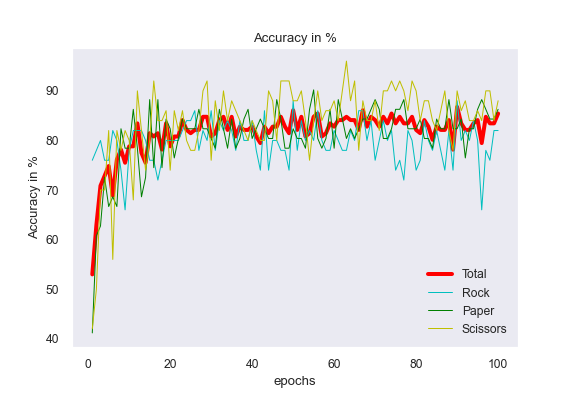 Accuracy in %
Accuracy in %
90
80
70
60
50
40
0
20
40
60
80
100
epochs
Total
Rock
Paper
Scissors